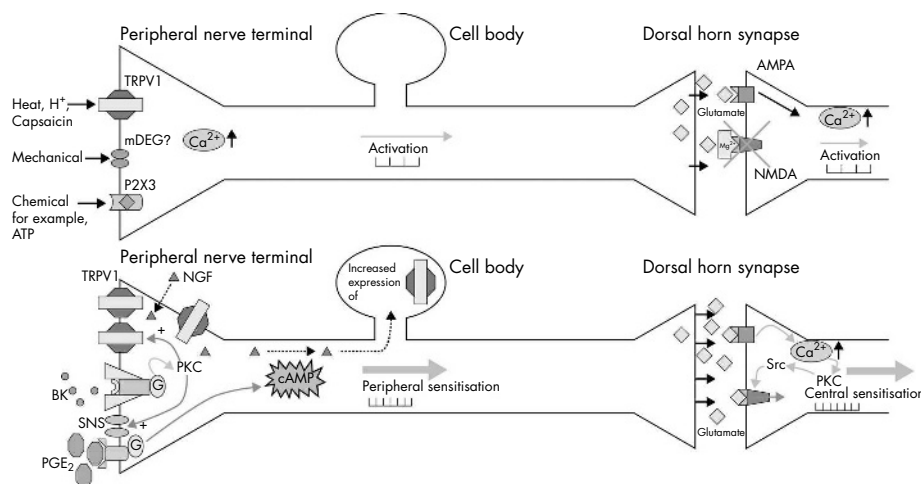 Peripheral nerve terminal
Cell body
Dorsal horn synapse
TRPV1
AMPA
Heat, H+,
Capsaicin
mDEG?
Ca2+
Glutamate
Ca2+
Mechanical
Activation
Mg2+
Activation
P2X3
NMDA
Chemical
for example,
ATP
Peripheral nerve terminal
Cell body
Dorsal horn synapse
TRPV1
NGF
Increased
expression
of
+
PKC
cAMP
Ca2+
Src
G
BK
Peripheral sensitisation
PKC
Central sensitisation
SNS
+
G
Glutamate
PGE2